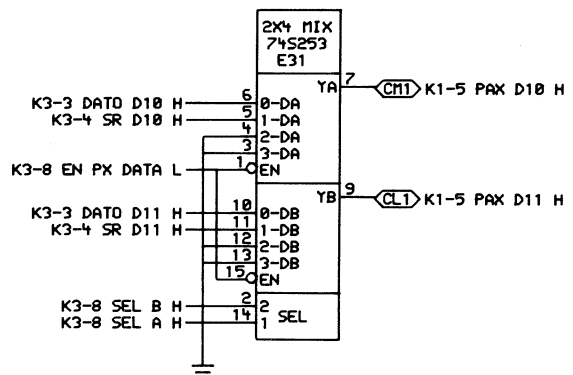 2X4 MIX
74S253
E31
K3-3 DATO D10 H 6 0-DA YA 7 CM1 K1-5 PAX D10 H
K3-4 SR D10 H 5 1-DA
4 2-DA
3 3-DA
K3-8 EN PX DATA L 1 EN
K3-3 DATO D11 H 10 0-DB YB 9 CL1 K1-5 PAX D11 H
K3-4 SR D11 H 11 1-DB
12 2-DB
13 3-DB
15 EN
K3-8 SEL B H 2 2 SEL
K3-8 SEL A H 14 1